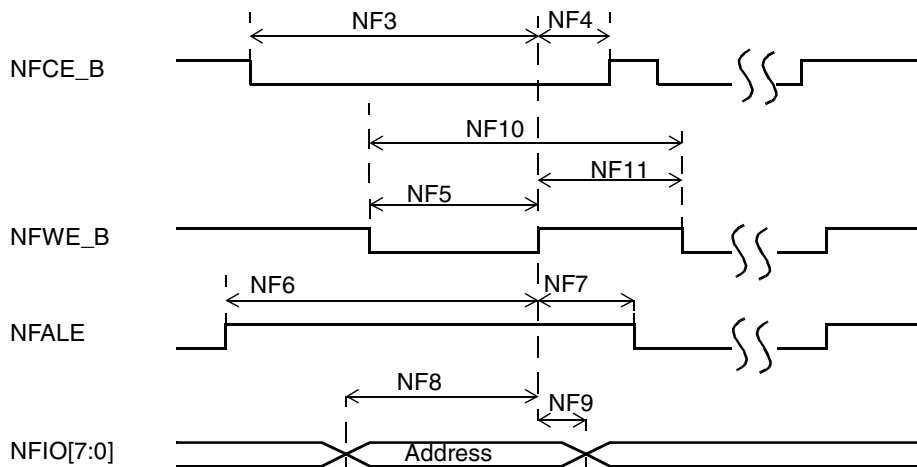 NF3 NF4
NFCE_B
NF10
NF11
NF5
NFWE_B
NF6 NF7
NFALE
NF8
NF9
NFIO[7:0] Address